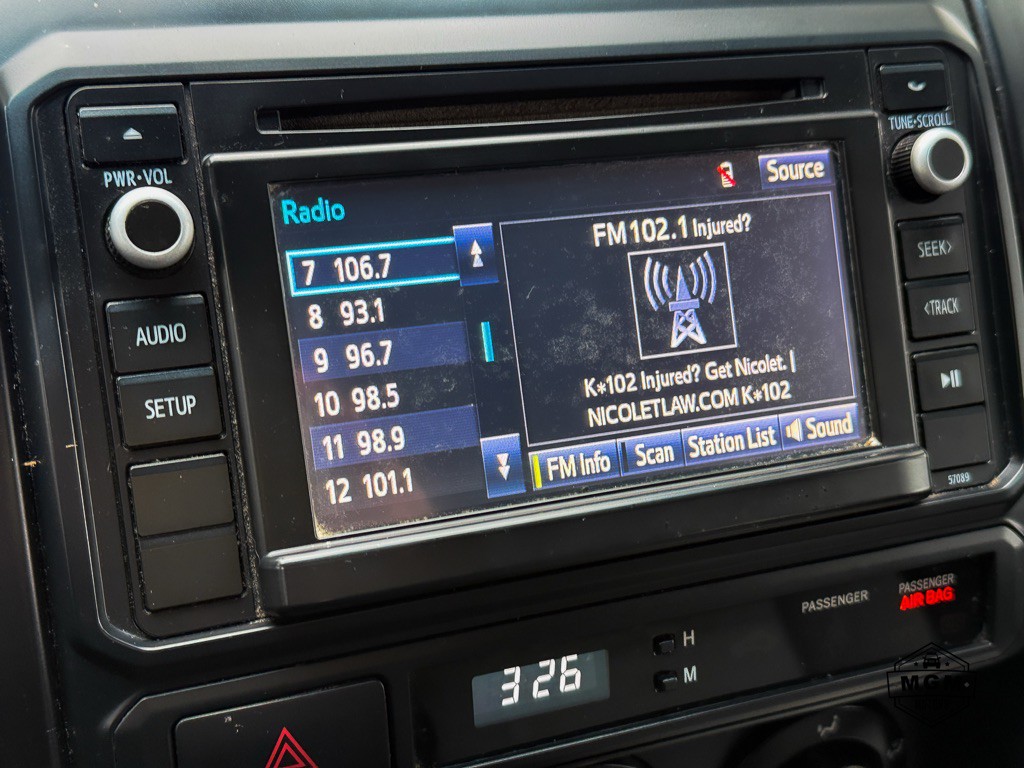 PWR•VOL
TUNE•SCROLL
Source
Radio
FM 102.1 Injured?
7 106.7
8 93.1
9 96.7
10 98.5
11 98.9
12 101.1
K*102 Injured? Get Nicolet. |
NICOLETLAW.COM K*102
FM Info
Scan
Station List
Sound
AUDIO
SETUP
SEEK>
<TRACK
57089
PASSENGER
PASSENGER
AIR BAG
H
M
3:26